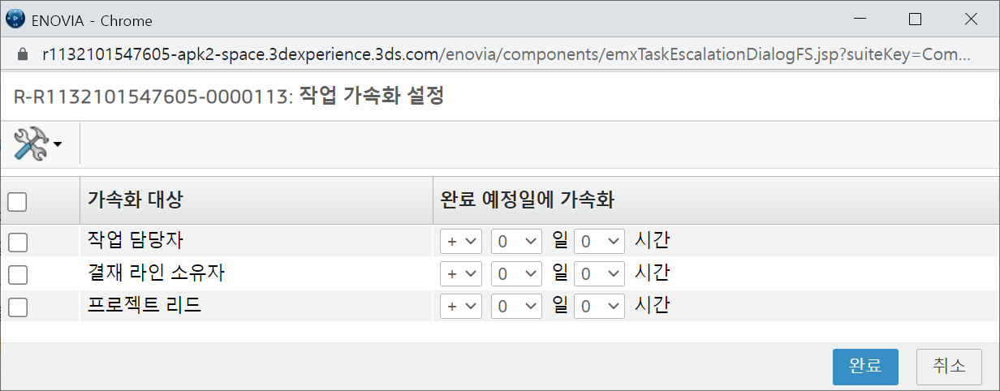 ENOVIA - Chrome
r1132101547605-apk2-space.3dexperience.3ds.com/enovia/components/emxTaskEscalationDialogFS.jsp?suiteKey=Com...
R-R1132101547605-0000113: 작업 가속화 설정
가속화 대상 완료 예정일에 가속화
작업 담당자 + 0 일 0 시간
결재 라인 소유자 + 0 일 0 시간
프로젝트 리드 + 0 일 0 시간
완료 취소